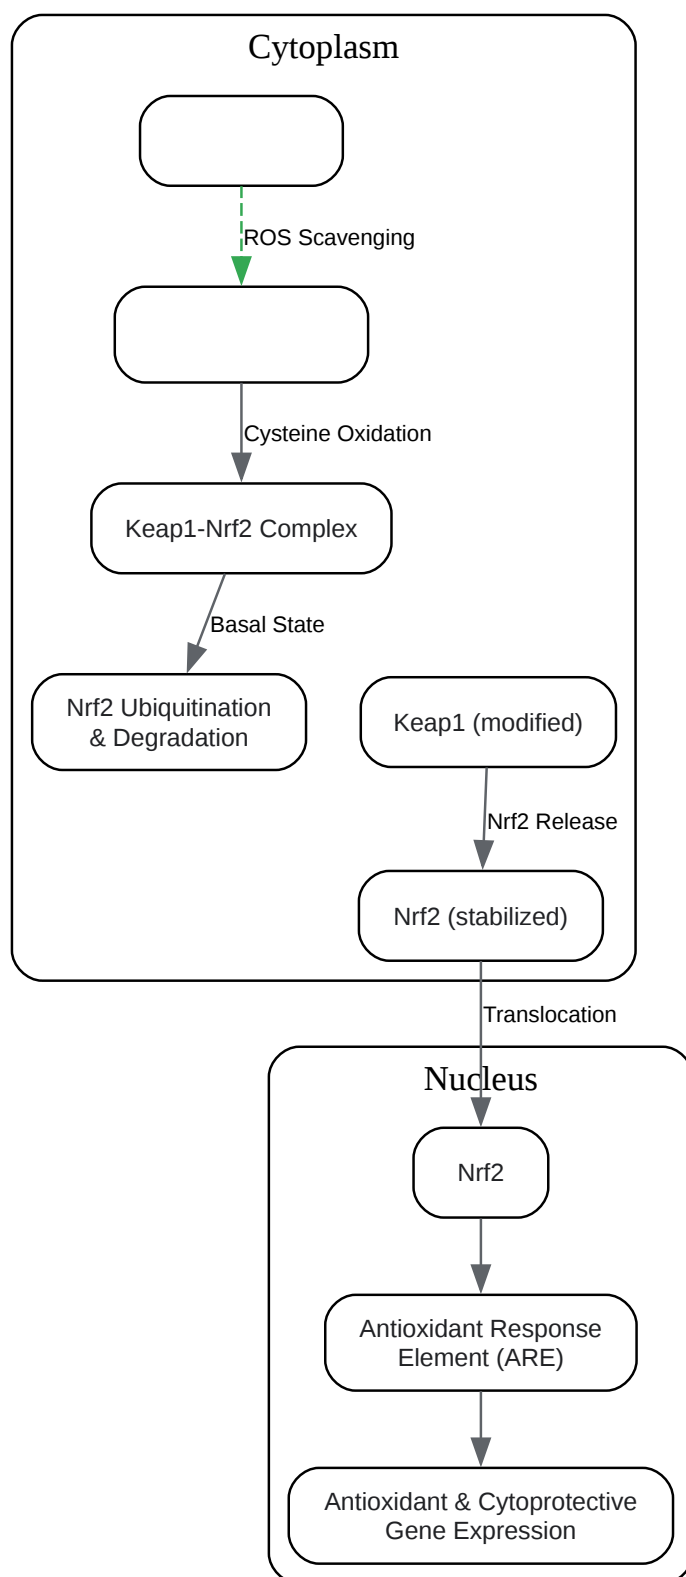 Cytoplasm
ROS Scavenging
Cysteine Oxidation
Keap1-Nrf2 Complex
Basal State
Nrf2 Ubiquitination
& Degradation
Keap1 (modified)
Nrf2 Release
Nrf2 (stabilized)
Translocation
Nucleus
Nrf2
Antioxidant Response
Element (ARE)
Antioxidant & Cytoprotective
Gene Expression